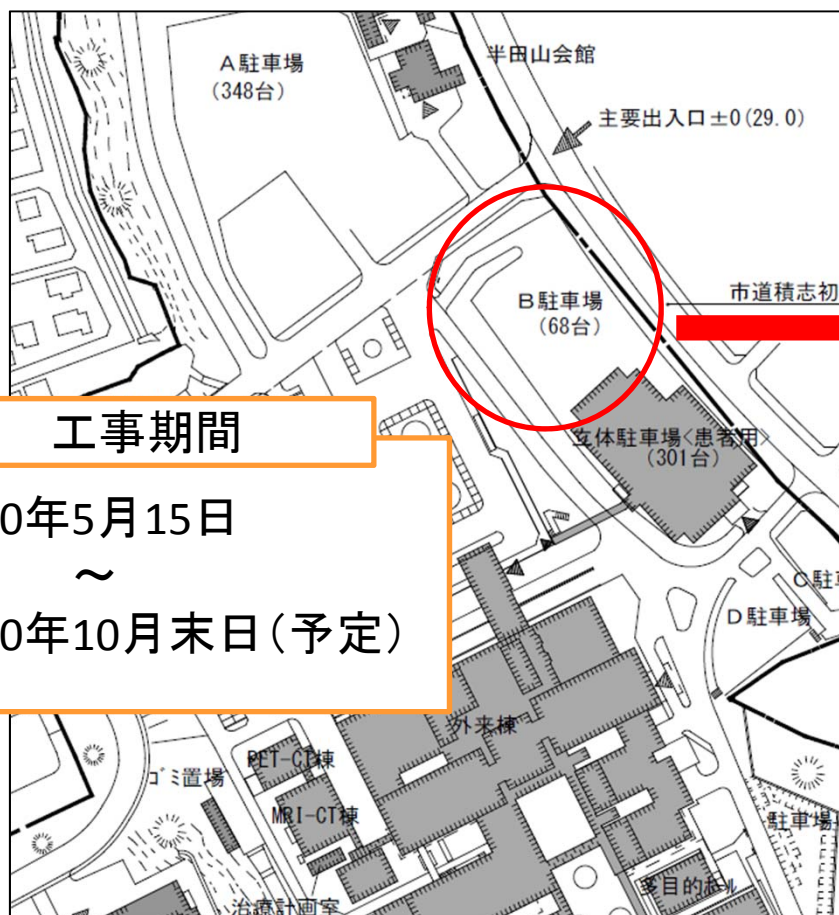 A駐車場
(348台)
半田山会館
主要出入口±0(29.0)
市道積志初
B駐車場
(68台)
立体駐車場<患者用>
(301台)
工事期間
0年5月15日
～
0年10月末日(予定)
C駐
D駐車場
外来棟
PET-CT棟
ゴミ置場
MRI-CT棟
駐車場
多目的ホール
治療計画室